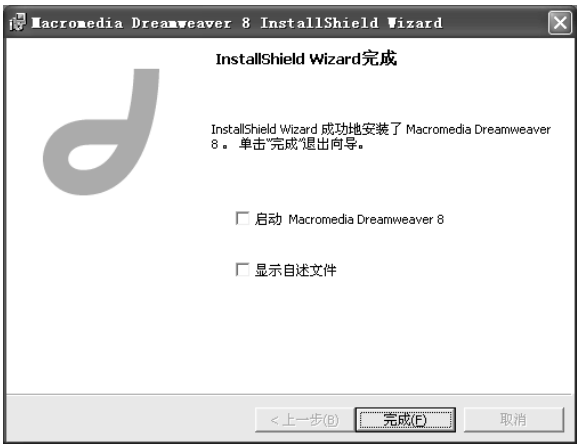 Macromedia Dreamweaver 8 InstallShield Wizard
InstallShield Wizard完成
InstallShield Wizard 成功地安装了 Macromedia Dreamweaver
8 。 单击“完成”退出向导。
启动 Macromedia Dreamweaver 8
显示自述文件
< 上一步(B)
完成(F)
取消